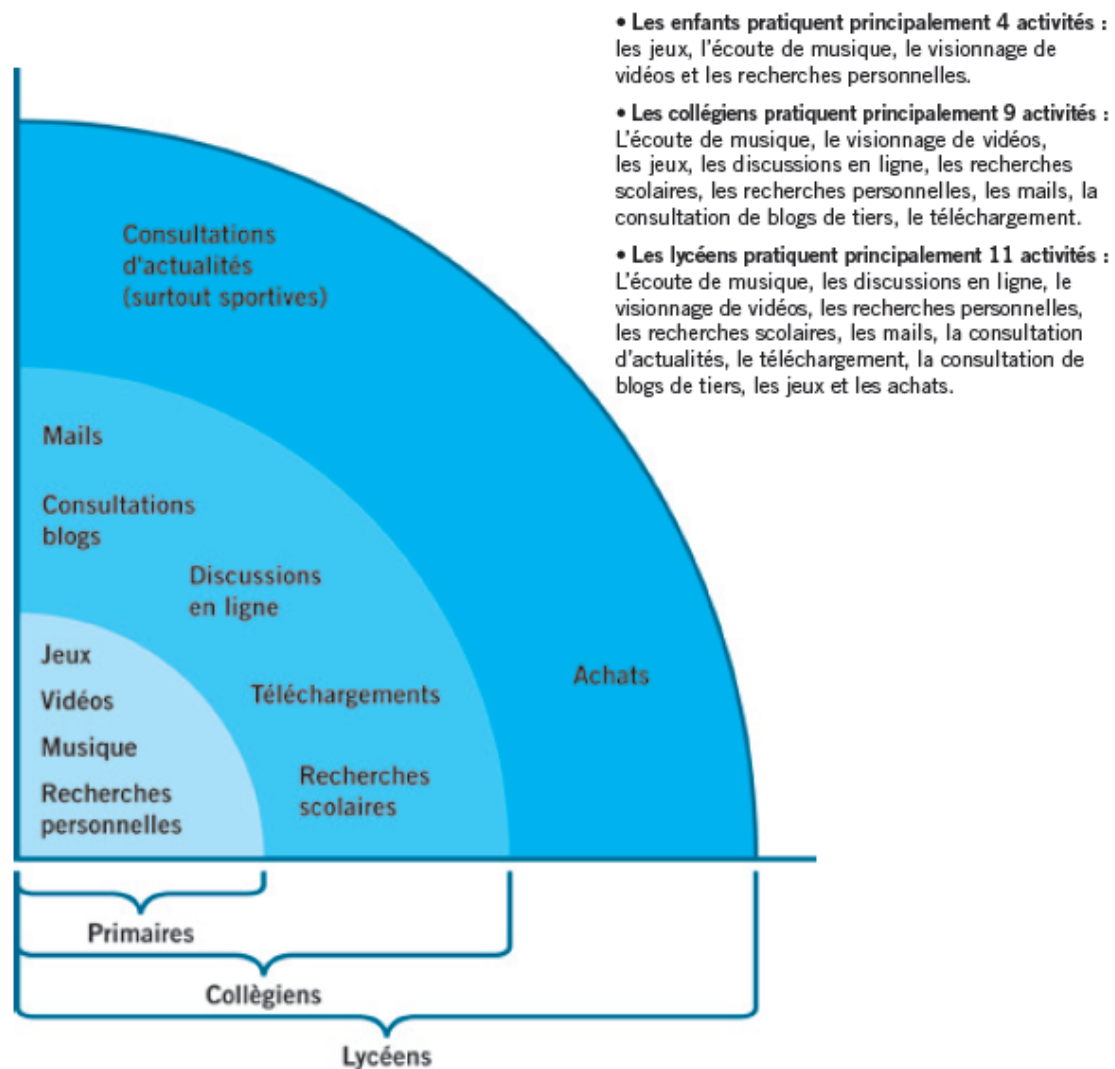 • Les enfants pratiquent principalement 4 activités :
les jeux, l'écoute de musique, le visionnage de
vidéos et les recherches personnelles.
• Les collégiens pratiquent principalement 9 activités :
L'écoute de musique, le visionnage de vidéos,
les jeux, les discussions en ligne, les recherches
scolaires, les recherches personnelles, les mails, la
consultation de blogs de tiers, le téléchargement.
• Les lycéens pratiquent principalement 11 activités :
L'écoute de musique, les discussions en ligne, le
visionnage de vidéos, les recherches personnelles,
les recherches scolaires, les mails, la consultation
d'actualités, le téléchargement, la consultation de
blogs de tiers, les jeux et les achats.
Consultations
d'actualités
(surtout sportives)
Mails
Consultations
blogs
Discussions
en ligne
Téléchargements
Recherches
scolaires
Achats
Jeux
Vidéos
Musique
Recherches
personnelles
Primaires
Collègiens
Lycéens